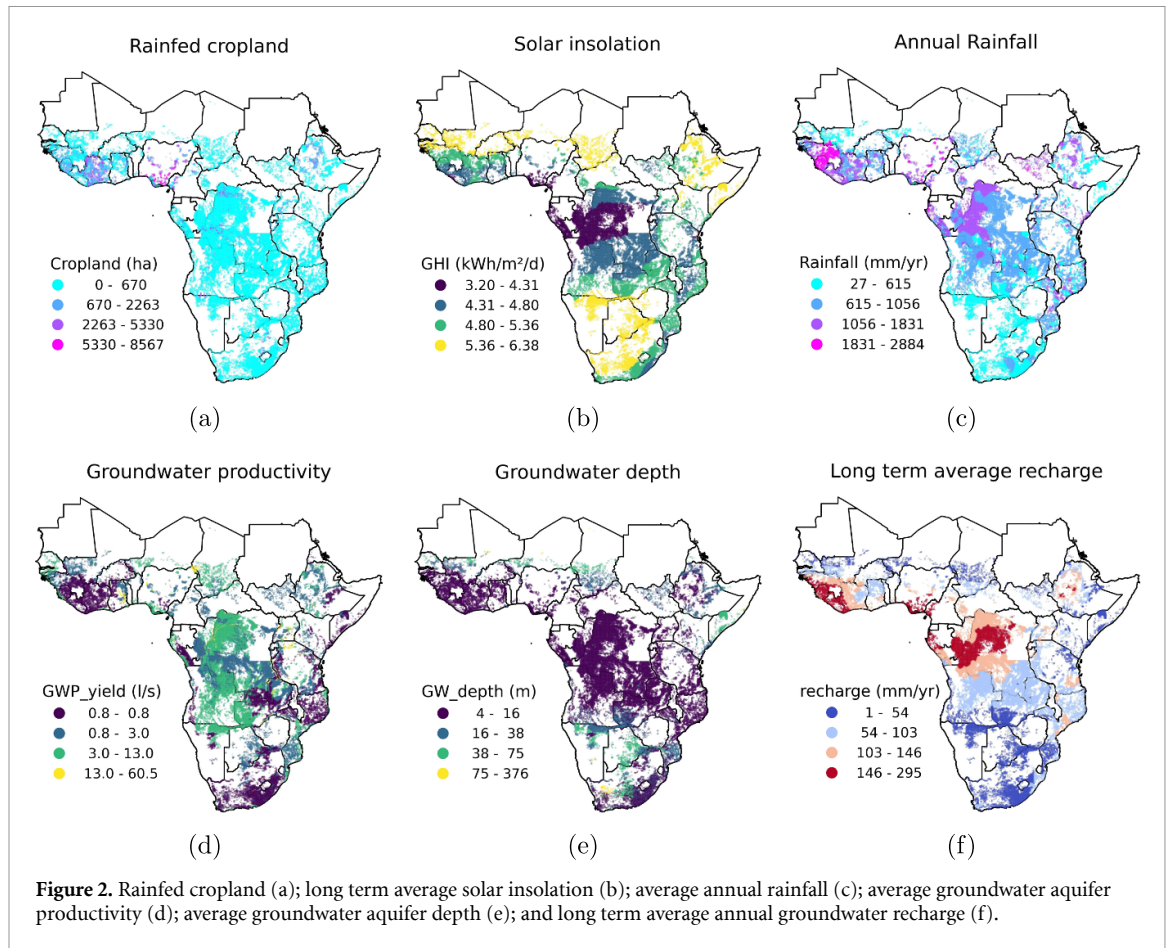 Rainfed cropland
Solar insolation
Annual Rainfall
Cropland (ha)
0 - 670
670 - 2263
2263 - 5330
5330 - 8567
GHI (kWh/m²/d)
3.20 - 4.31
4.31 - 4.80
4.80 - 5.36
5.36 - 6.38
Rainfall (mm/yr)
27 - 615
615 - 1056
1056 - 1831
1831 - 2884
(a)
(b)
(c)
Groundwater productivity
Groundwater depth
Long term average recharge
GWP_yield (l/s)
0.8 - 0.8
0.8 - 3.0
3.0 - 13.0
13.0 - 60.5
GW_depth (m)
4 - 16
16 - 38
38 - 75
75 - 376
recharge (mm/yr)
1 - 54
54 - 103
103 - 146
146 - 295
(d)
(e)
(f)
Figure 2. Rainfed cropland (a); long term average solar insolation (b); average annual rainfall (c); average groundwater aquifer
productivity (d); average groundwater aquifer depth (e); and long term average annual groundwater recharge (f).